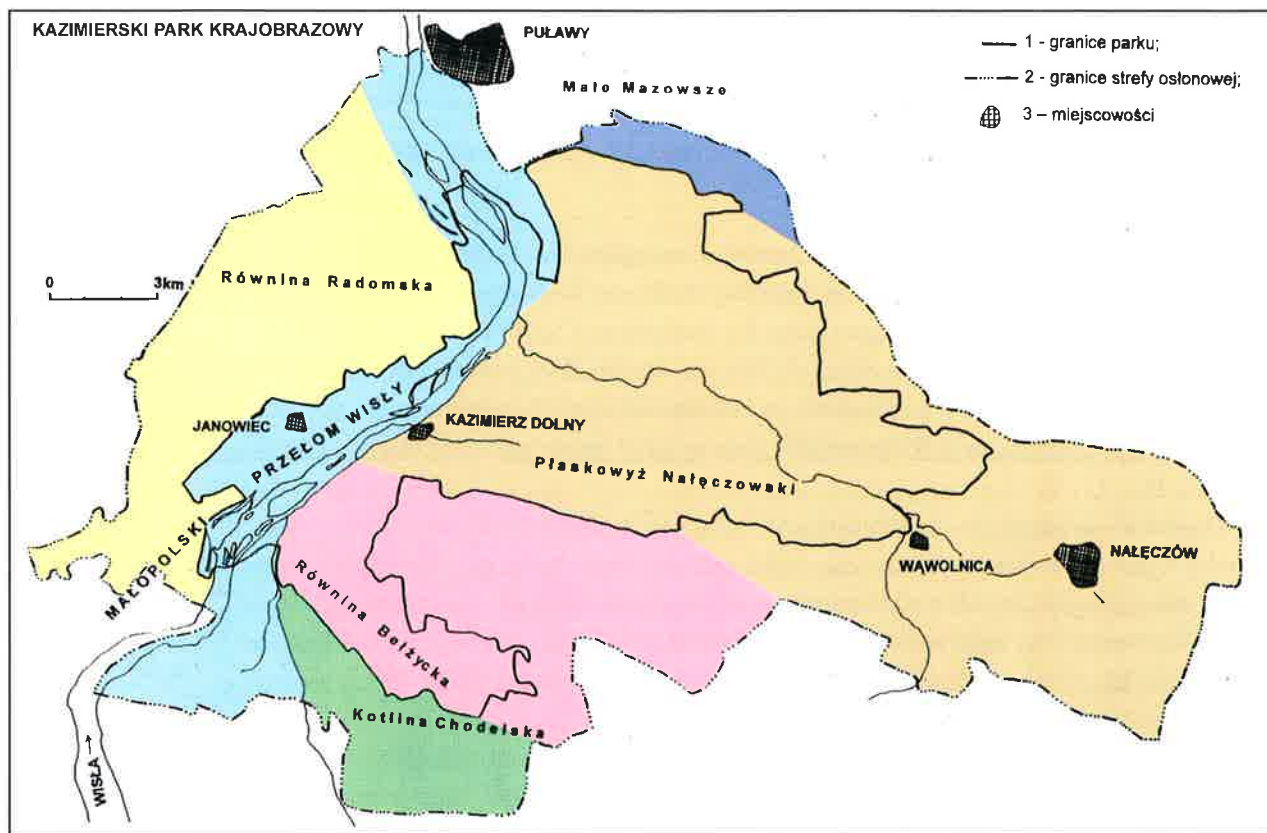 KAZIMIERSKI PARK KRAJOBRAZOWY
PUŁAWY
1 - granice parku;
2 - granice strefy osłonowej;
3 – miejscowości
Mało Mazowsze
0 3km
Równina Radomska
JANOWIEC
PRZEŁOM WISŁY
KAZIMIERZ DOLNY
Płaskowyż Nałęczowski
MAŁOPOLSKI
WĄWOLNICA
NAŁĘCZÓW
Równina Bełżycka
Kotlina Chodelska
WISŁA